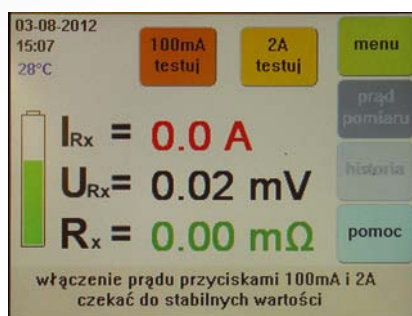 03-08-2012
15:07
28°C
100mA
testuj
2A
testuj
menu
prąd
pomiaru
historia
pomoc
IRx = 0.0 A
URx= 0.02 mV
Rx = 0.00 mΩ
włączenie prądu przyciskami 100mA i 2A
czekać do stabilnych wartości